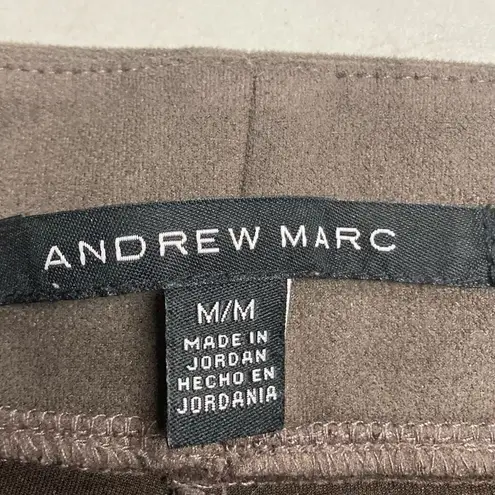 ANDREW MARC
M/M
MADE IN
JORDAN
HECHO EN
JORDANIA